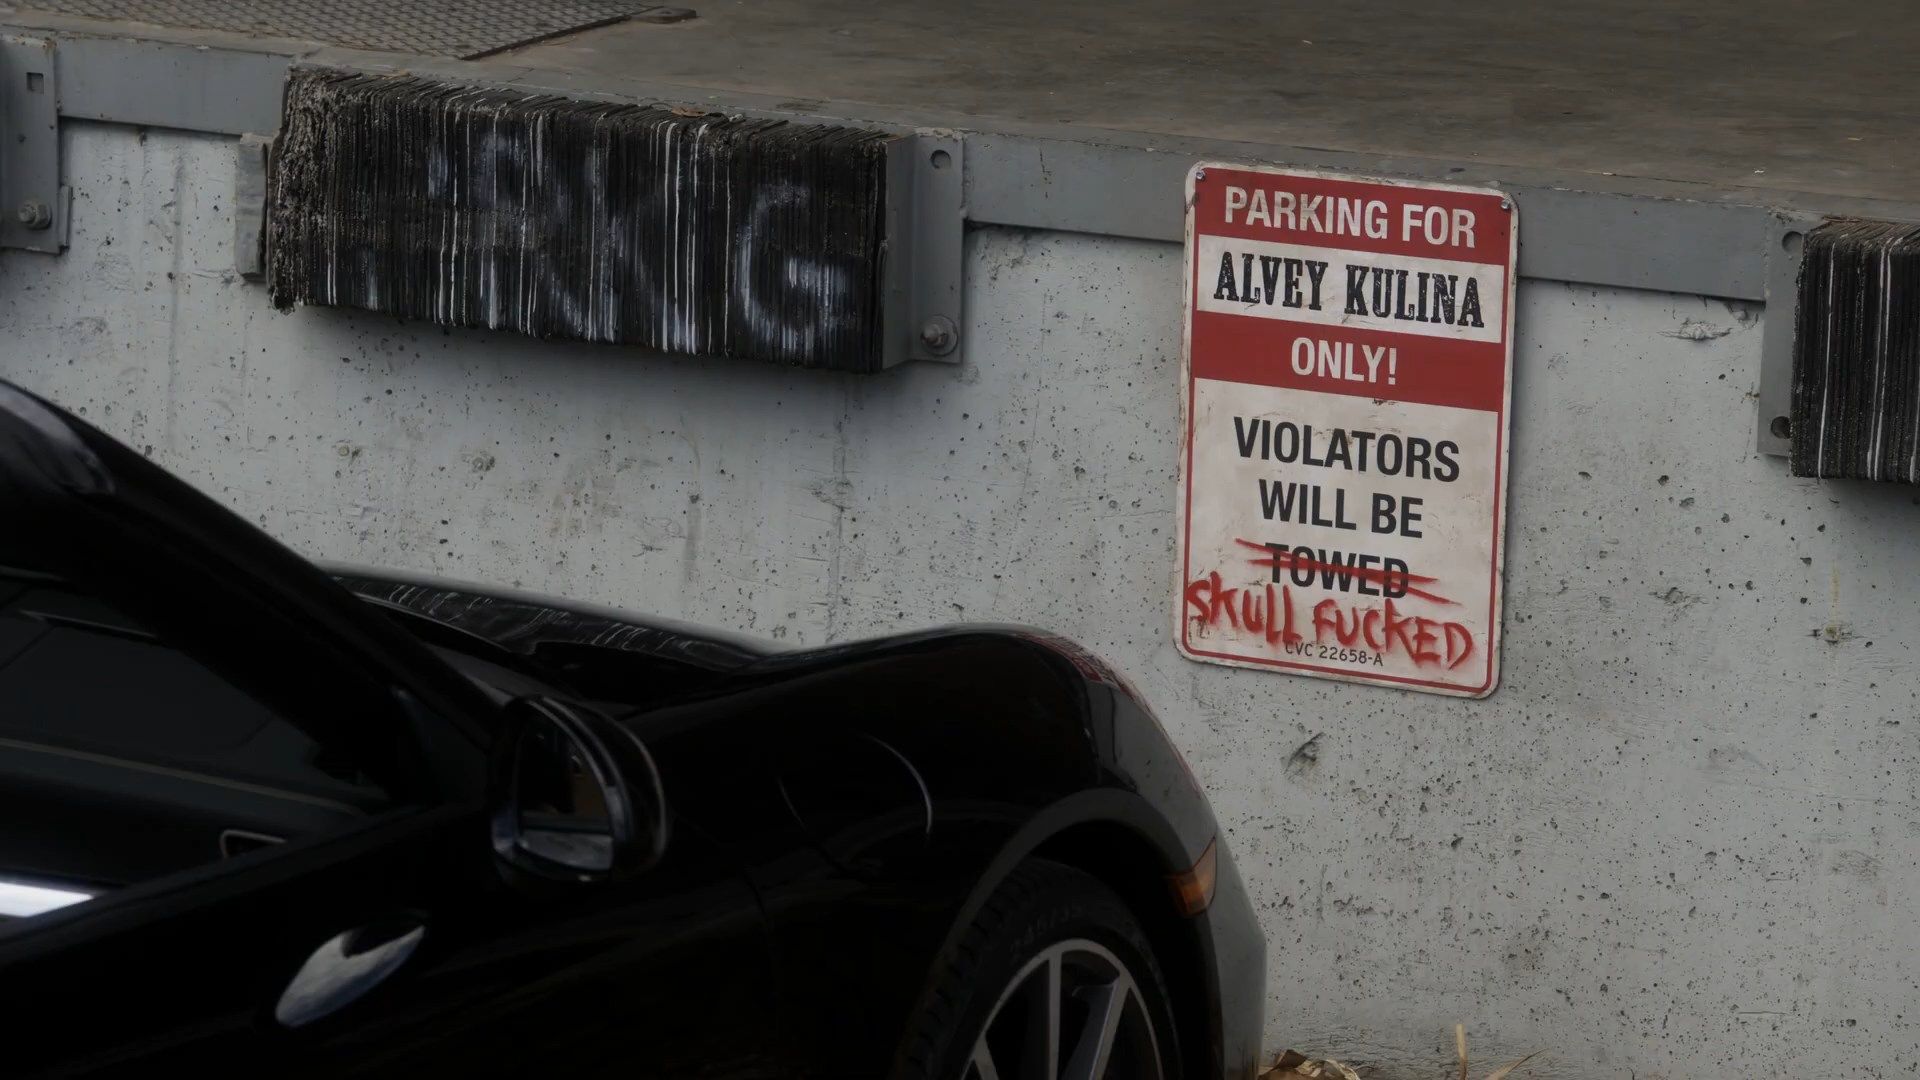 PARKING FOR
ALVEY KULINA
ONLY!
VIOLATORS
WILL BE
TOWED
SKULL FUCKED
CVC 22658-A